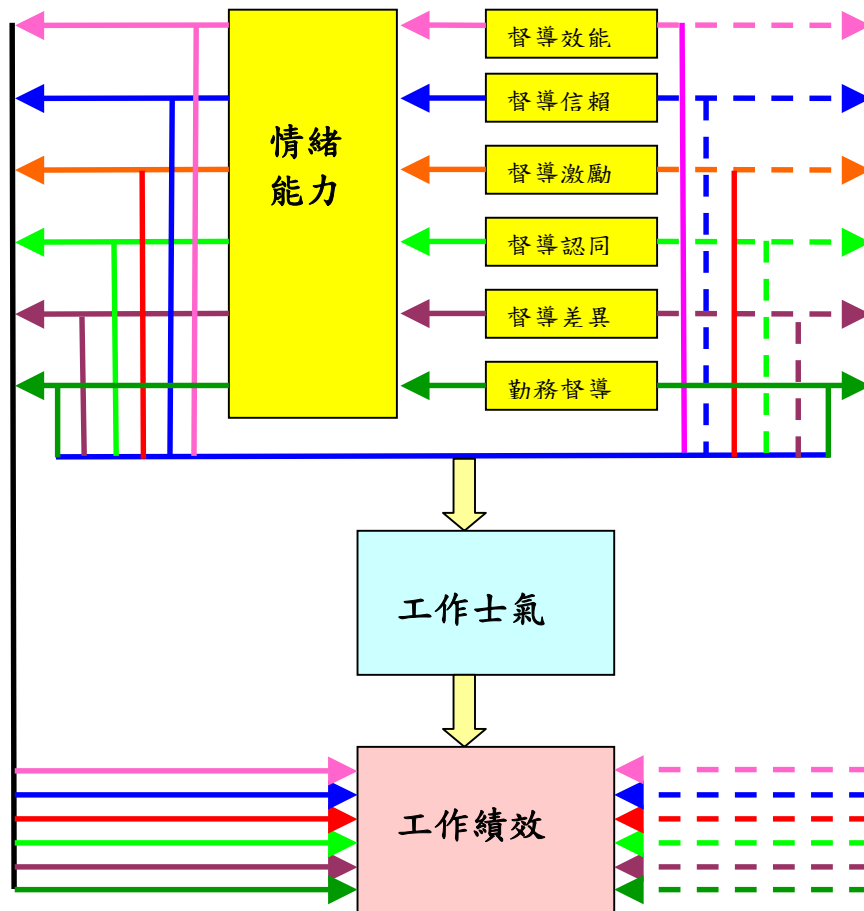 督導效能
督導信賴
情緒
能力
督導激勵
督導認同
督導差異
勤務督導
工作士氣
工作績效